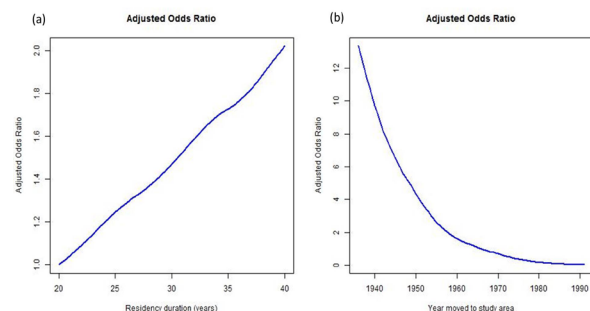 (a)
Adjusted Odds Ratio
Adjusted Odds Ratio
2.0
1.8
1.6
1.4
1.2
1.0
20 25 30 35 40
Residency duration (years)
(b)
Adjusted Odds Ratio
Adjusted Odds Ratio
12
10
8
6
4
2
0
1940 1950 1960 1970 1980 1990
Year moved to study area